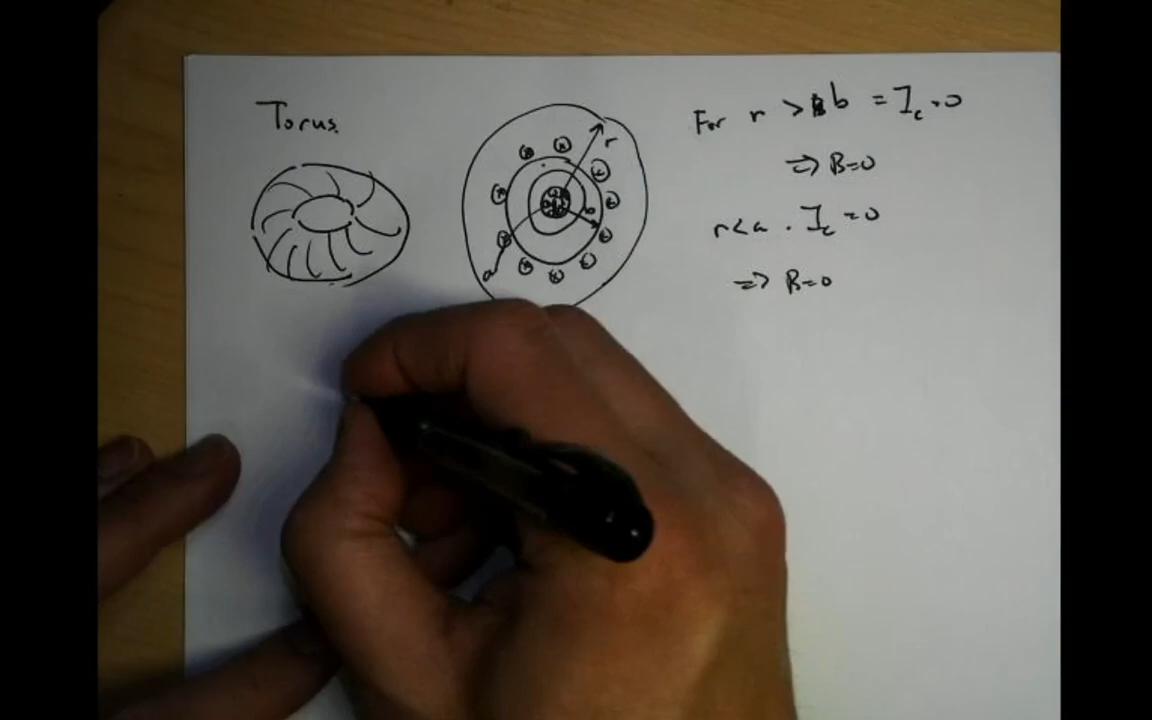 Torus.
r
b
a
For r > b = I_c = 0
⇒ B=0
r<a . I_c = 0
⇒ B=0